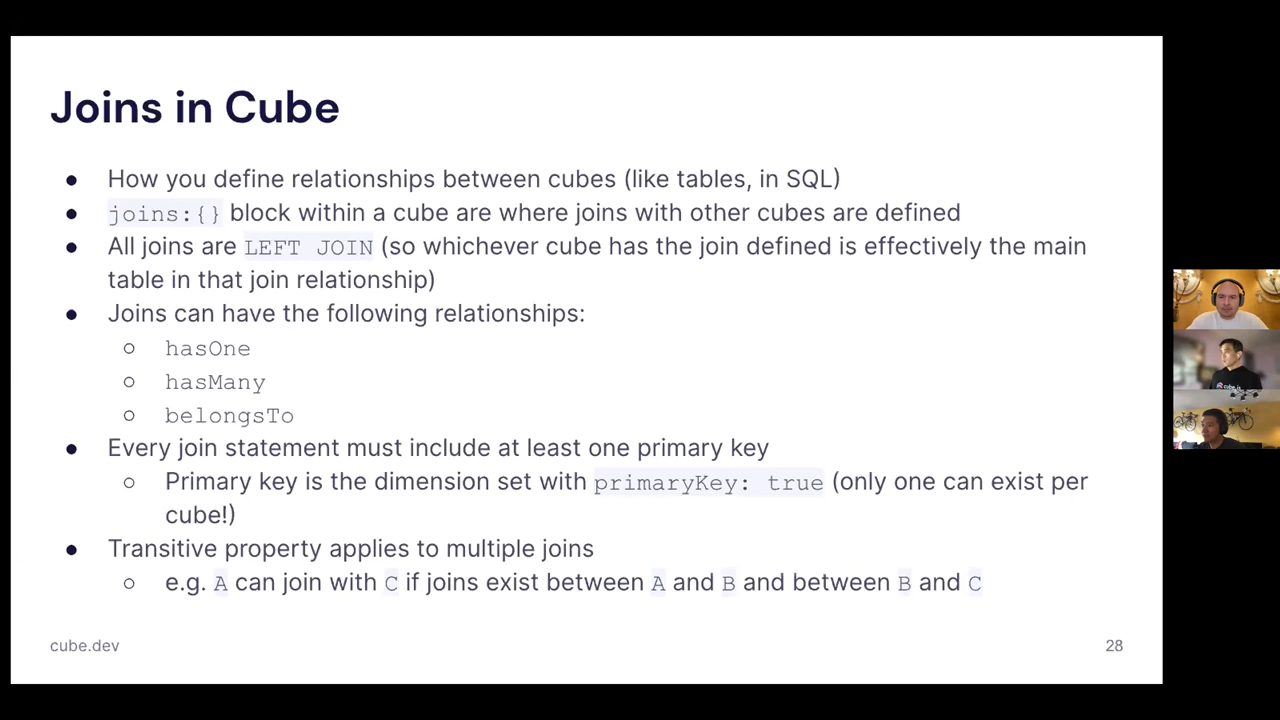 Joins in Cube
● How you define relationships between cubes (like tables, in SQL)
● joins:{} block within a cube are where joins with other cubes are defined
● All joins are LEFT JOIN (so whichever cube has the join defined is effectively the main
table in that join relationship)
● Joins can have the following relationships:
○ hasOne
○ hasMany
○ belongsTo
● Every join statement must include at least one primary key
○ Primary key is the dimension set with primaryKey: true (only one can exist per
cube!)
● Transitive property applies to multiple joins
○ e.g. A can join with C if joins exist between A and B and between B and C
cube.dev
28
cube.js